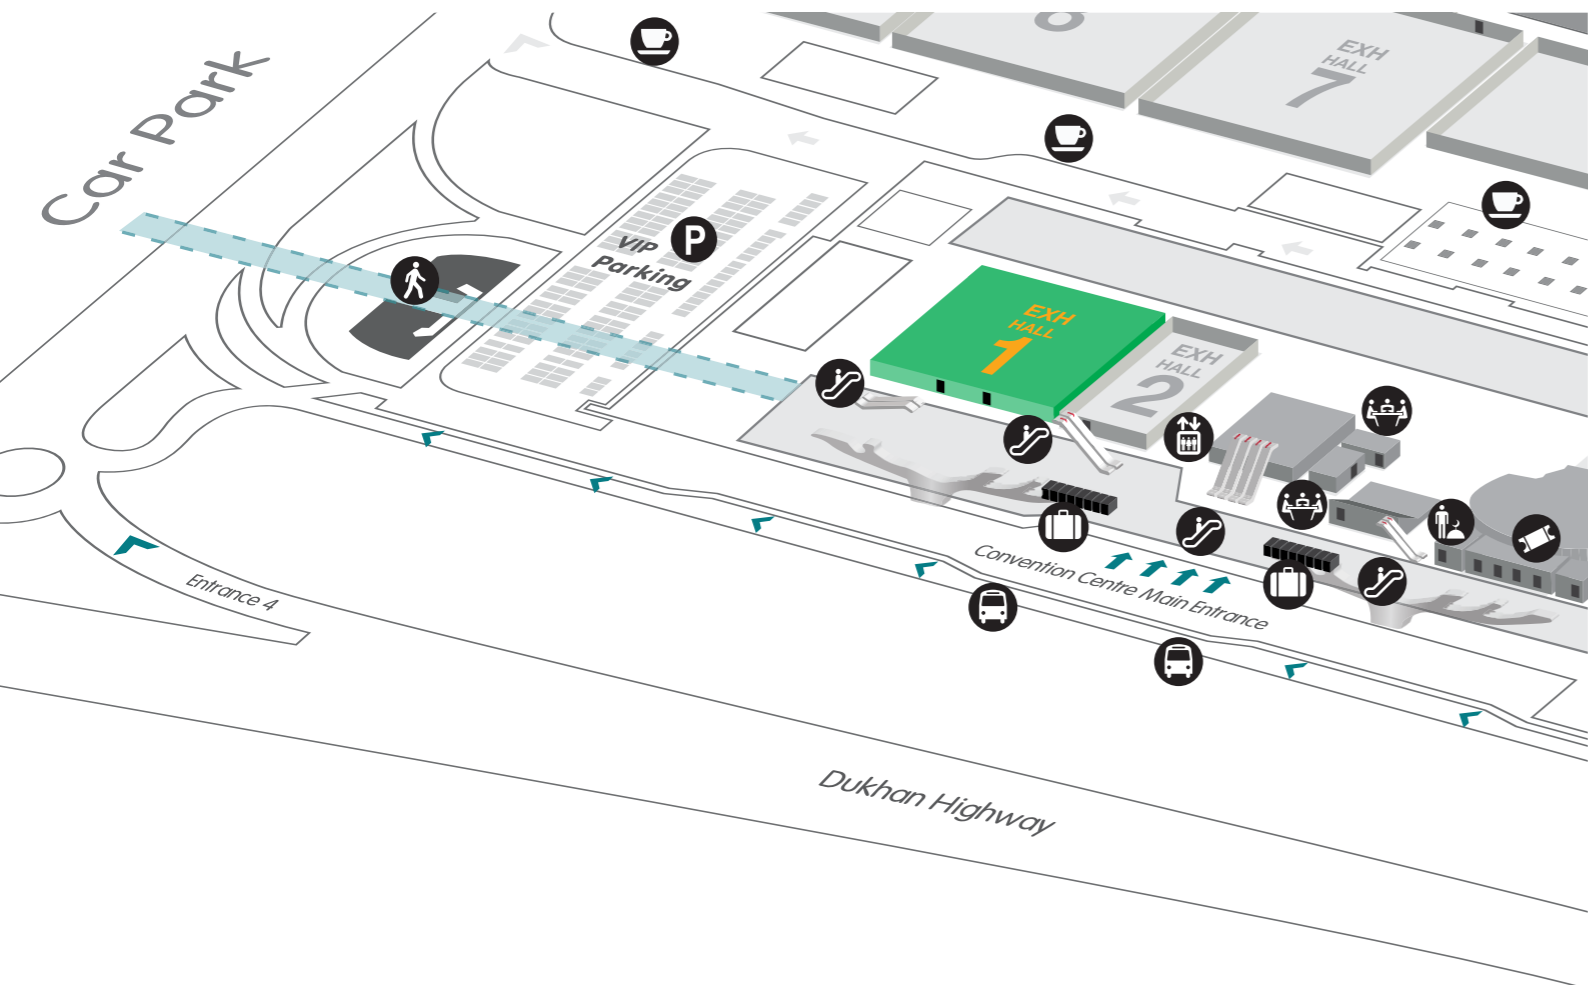 Car Park
EXH
HALL
7
VIP
Parking
P
EXH
HALL
1
EXH
HALL
2
Convention Centre Main Entrance
Entrance 4
Dukhan Highway